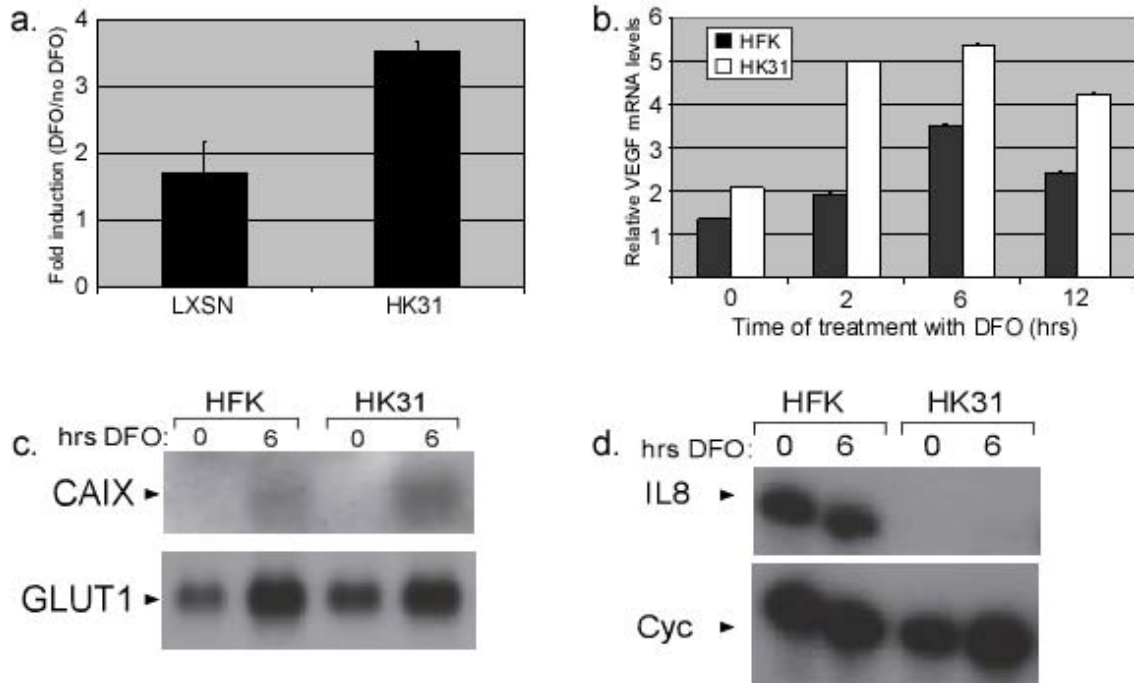 a.
Fold induction (DFO/no DFO)
4
3
2
1
0
LXSN HK31
b.
Relative VEGF mRNA levels
6
5
4
3
2
1
HFK
HK31
0 2 6 12
Time of treatment with DFO (hrs)
c.
HFK HK31
hrs DFO: 0 6 0 6
CAIX ►
GLUT1 ►
d.
HFK HK31
hrs DFO: 0 6 0 6
IL8 ►
Cyc ►